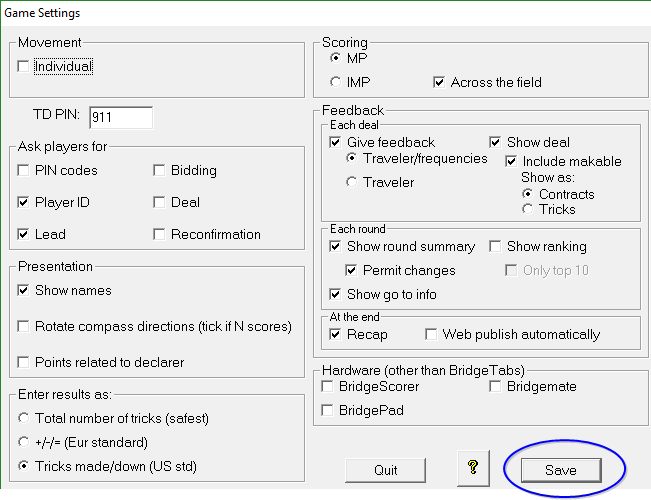 Game Settings
Movement
Individual
TD PIN: 911
Ask players for
PIN codes
Bidding
Player ID
Deal
Lead
Reconfirmation
Presentation
Show names
Rotate compass directions (tick if N scores)
Points related to declarer
Enter results as:
Total number of tricks (safest)
+/-/= (Eur standard)
Tricks made/down (US std)
Scoring
MP
IMP
Across the field
Feedback
Each deal
Give feedback
Show deal
Traveler/frequencies
Include makable
Show as:
Traveler
Contracts
Tricks
Each round
Show round summary
Show ranking
Permit changes
Only top 10
Show go to info
At the end
Recap
Web publish automatically
Hardware (other than BridgeTabs)
BridgeScorer
Bridgemate
BridgePad
Quit
?
Save